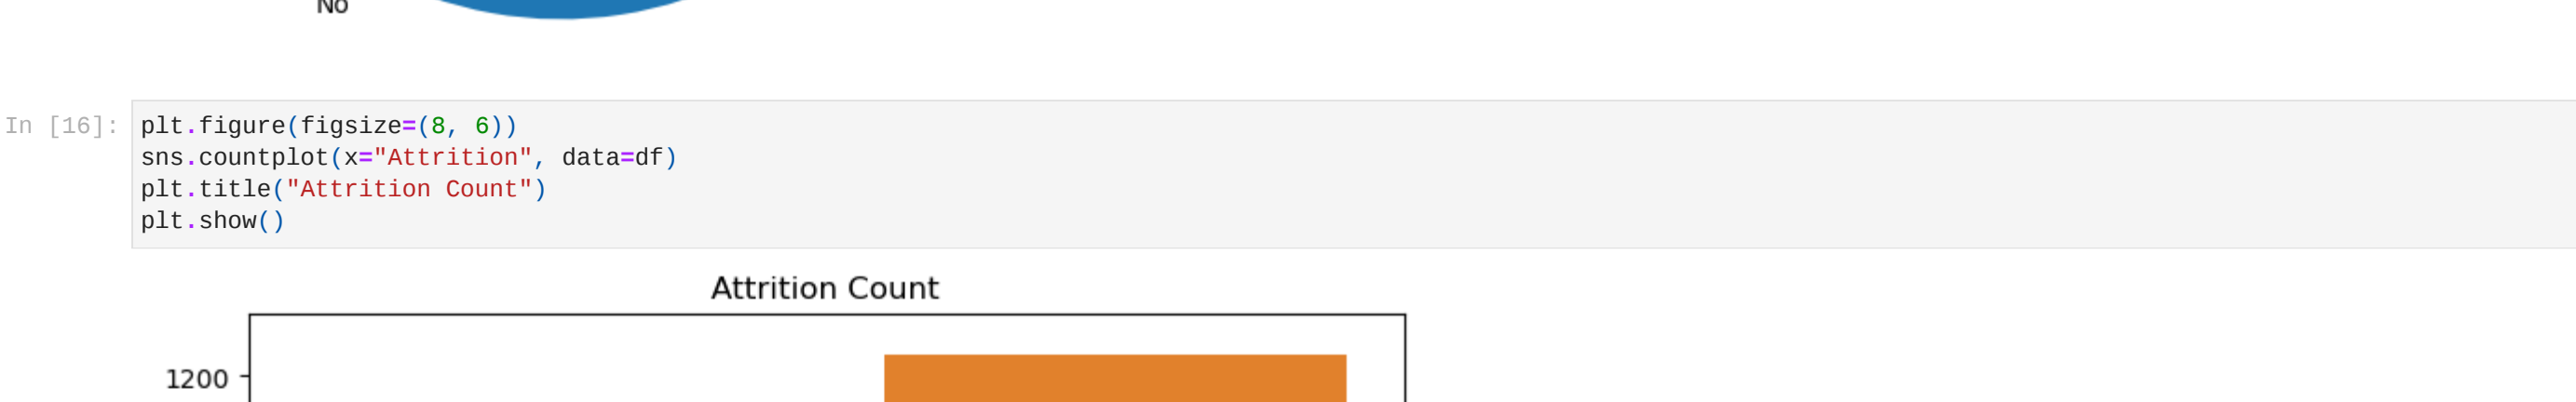 No
In [16]:
plt.figure(figsize=(8, 6))
sns.countplot(x="Attrition", data=df)
plt.title("Attrition Count")
plt.show()
Attrition Count
1200